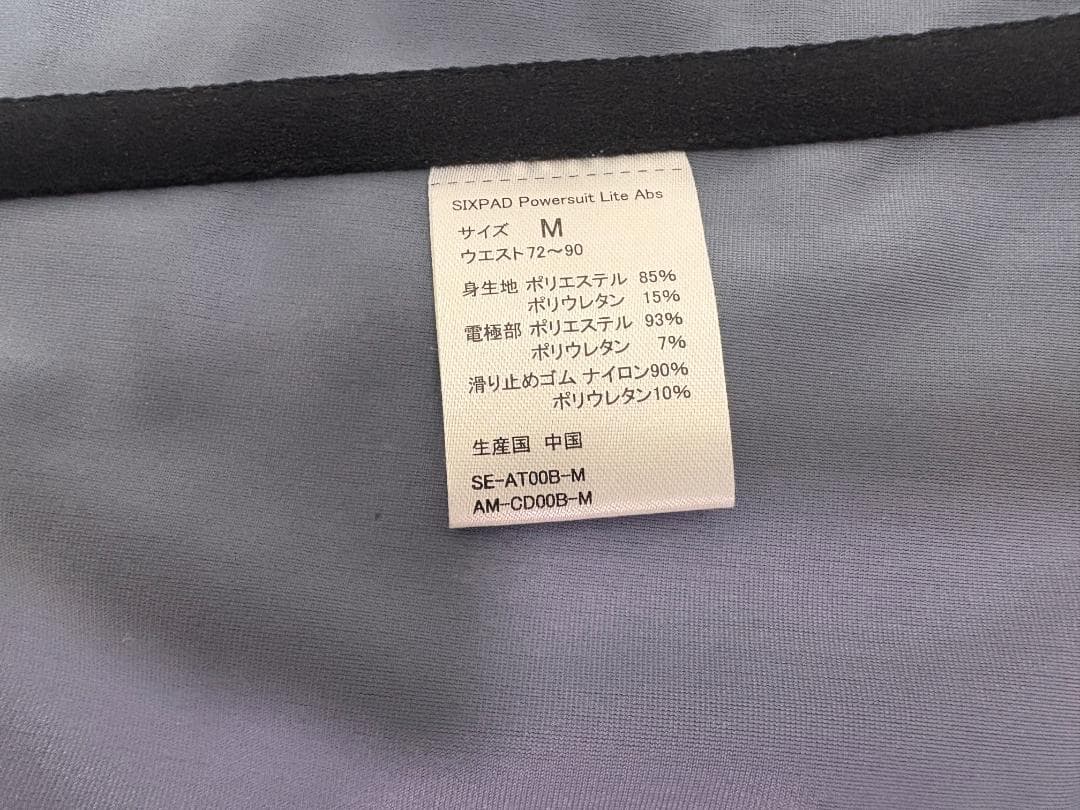 SIXPAD Powersuit Lite Abs
サイズ M
ウエスト72〜90
身生地 ポリエステル 85%
ポリウレタン 15%
電極部 ポリエステル 93%
ポリウレタン 7%
滑り止めゴム ナイロン90%
ポリウレタン10%
生産国 中国
SE-AT00B-M
AM-CD00B-M